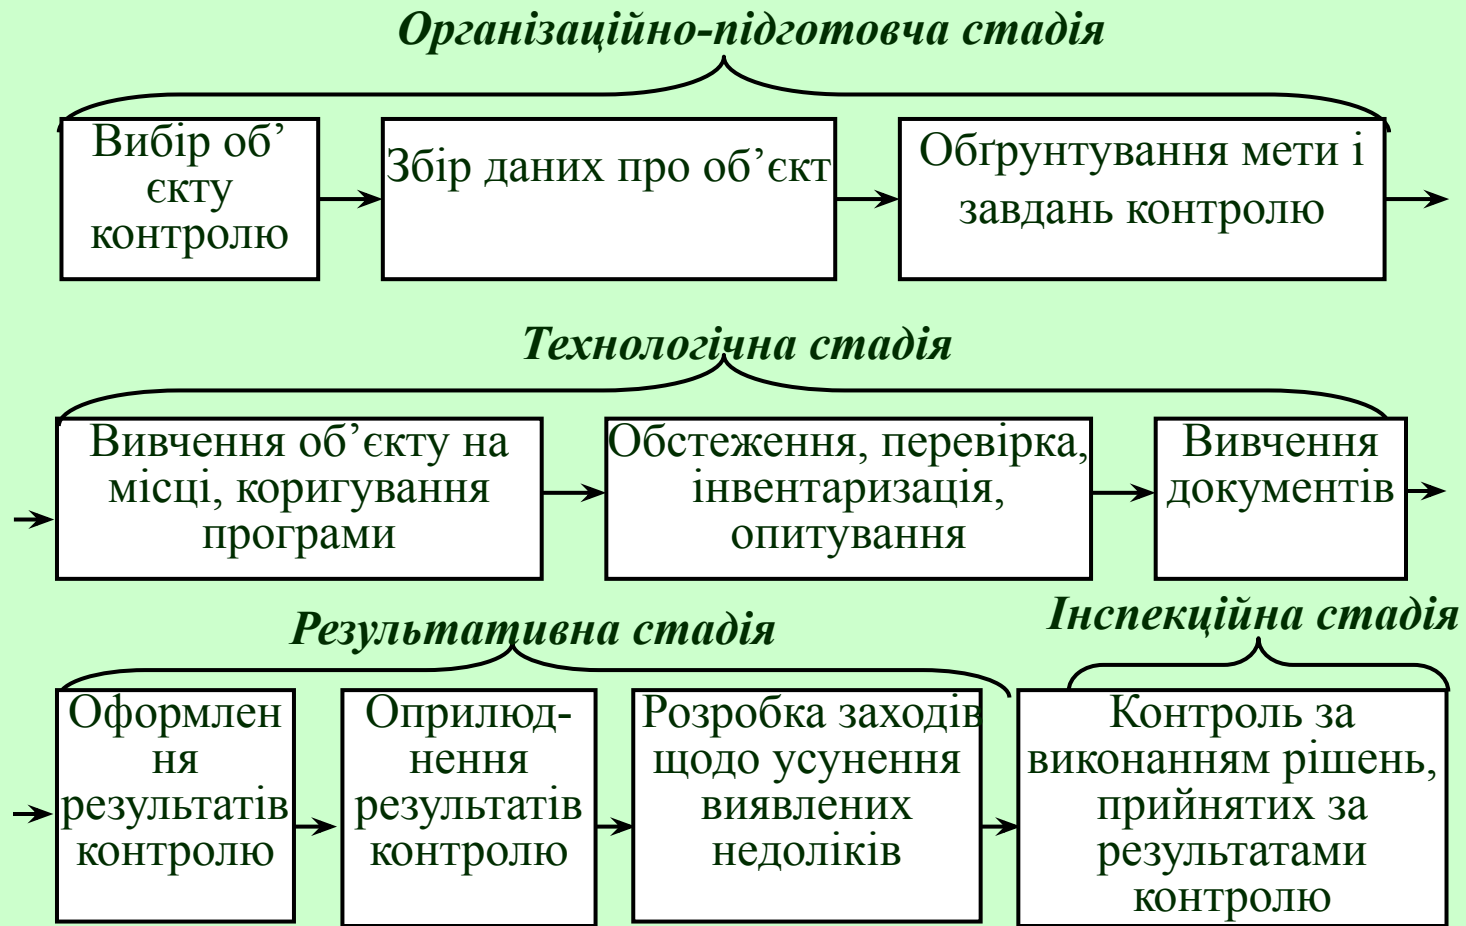 Організаційно-підготовча стадія
Вибір об’
єкту
контролю
Збір даних про об’єкт
Обґрунтування мети і
завдань контролю
Технологічна стадія
Вивчення об’єкту на
місці, коригування
програми
Обстеження, перевірка,
інвентаризація,
опитування
Вивчення
документів
Результативна стадія
Інспекційна стадія
Оформлен
ня
результатів
контролю
Оприлюд-
нення
результатів
контролю
Розробка заходів
щодо усунення
виявлених
недоліків
Контроль за
виконанням рішень,
прийнятих за
результатами
контролю